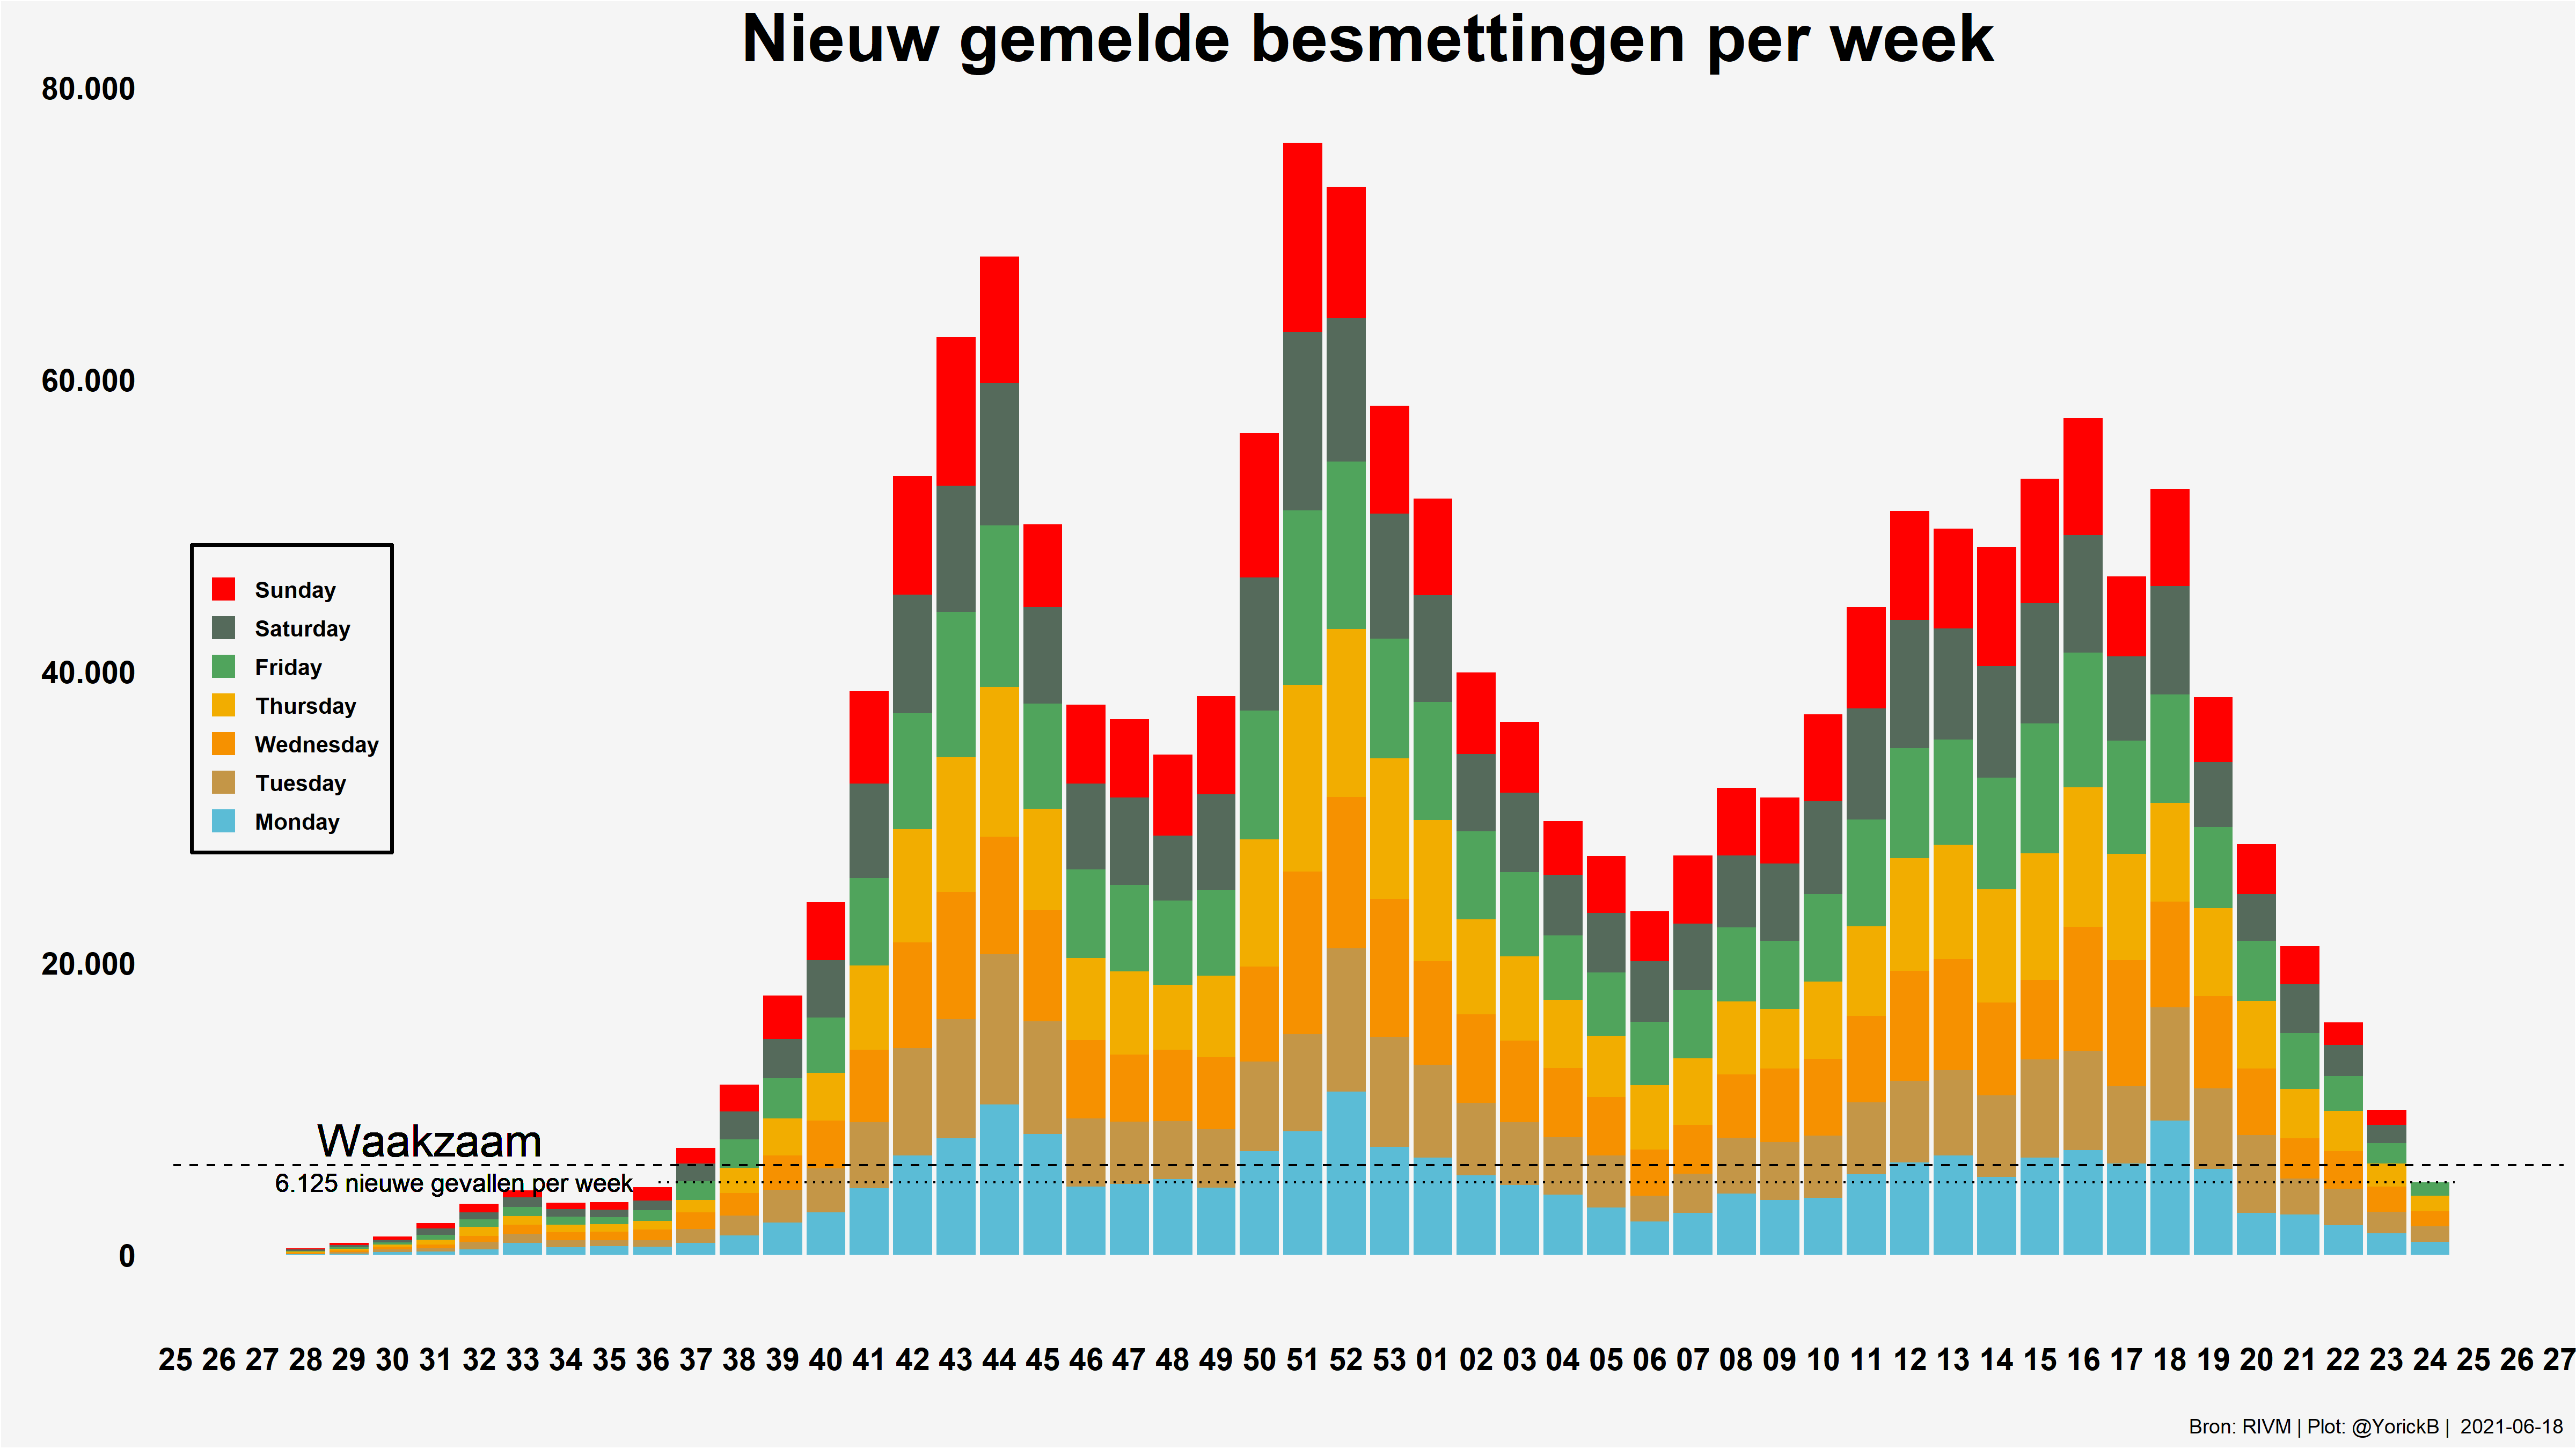 Nieuw gemelde besmettingen per week
80.000
60.000
40.000
20.000
0
Sunday
Saturday
Friday
Thursday
Wednesday
Tuesday
Monday
Waakzaam
6.125 nieuwe gevallen per week
25 26 27 28 29 30 31 32 33 34 35 36 37 38 39 40 41 42 43 44 45 46 47 48 49 50 51 52 53 01 02 03 04 05 06 07 08 09 10 11 12 13 14 15 16 17 18 19 20 21 22 23 24 25 26 27
Bron: RIVM | Plot: @YorickB | 2021-06-18